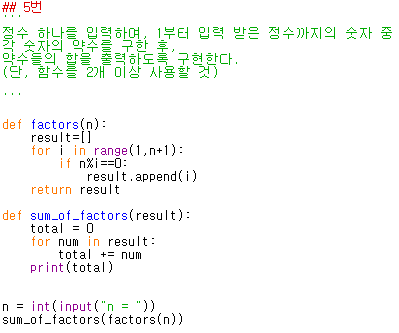 ## 5번
'''
정수 하나를 입력하며, 1부터 입력 받은 정수까지의 숫자 중
각 숫자의 약수를 구한 후,
약수들의 합을 출력하도록 구현한다.
(단, 함수를 2개 이상 사용할 것)
'''
def factors(n):
    result=[]
    for i in range(1,n+1):
        if n%i==0:
            result.append(i)
    return result
def sum_of_factors(result):
    total = 0
    for num in result:
        total += num
    print(total)
n = int(input("n = "))
sum_of_factors(factors(n))